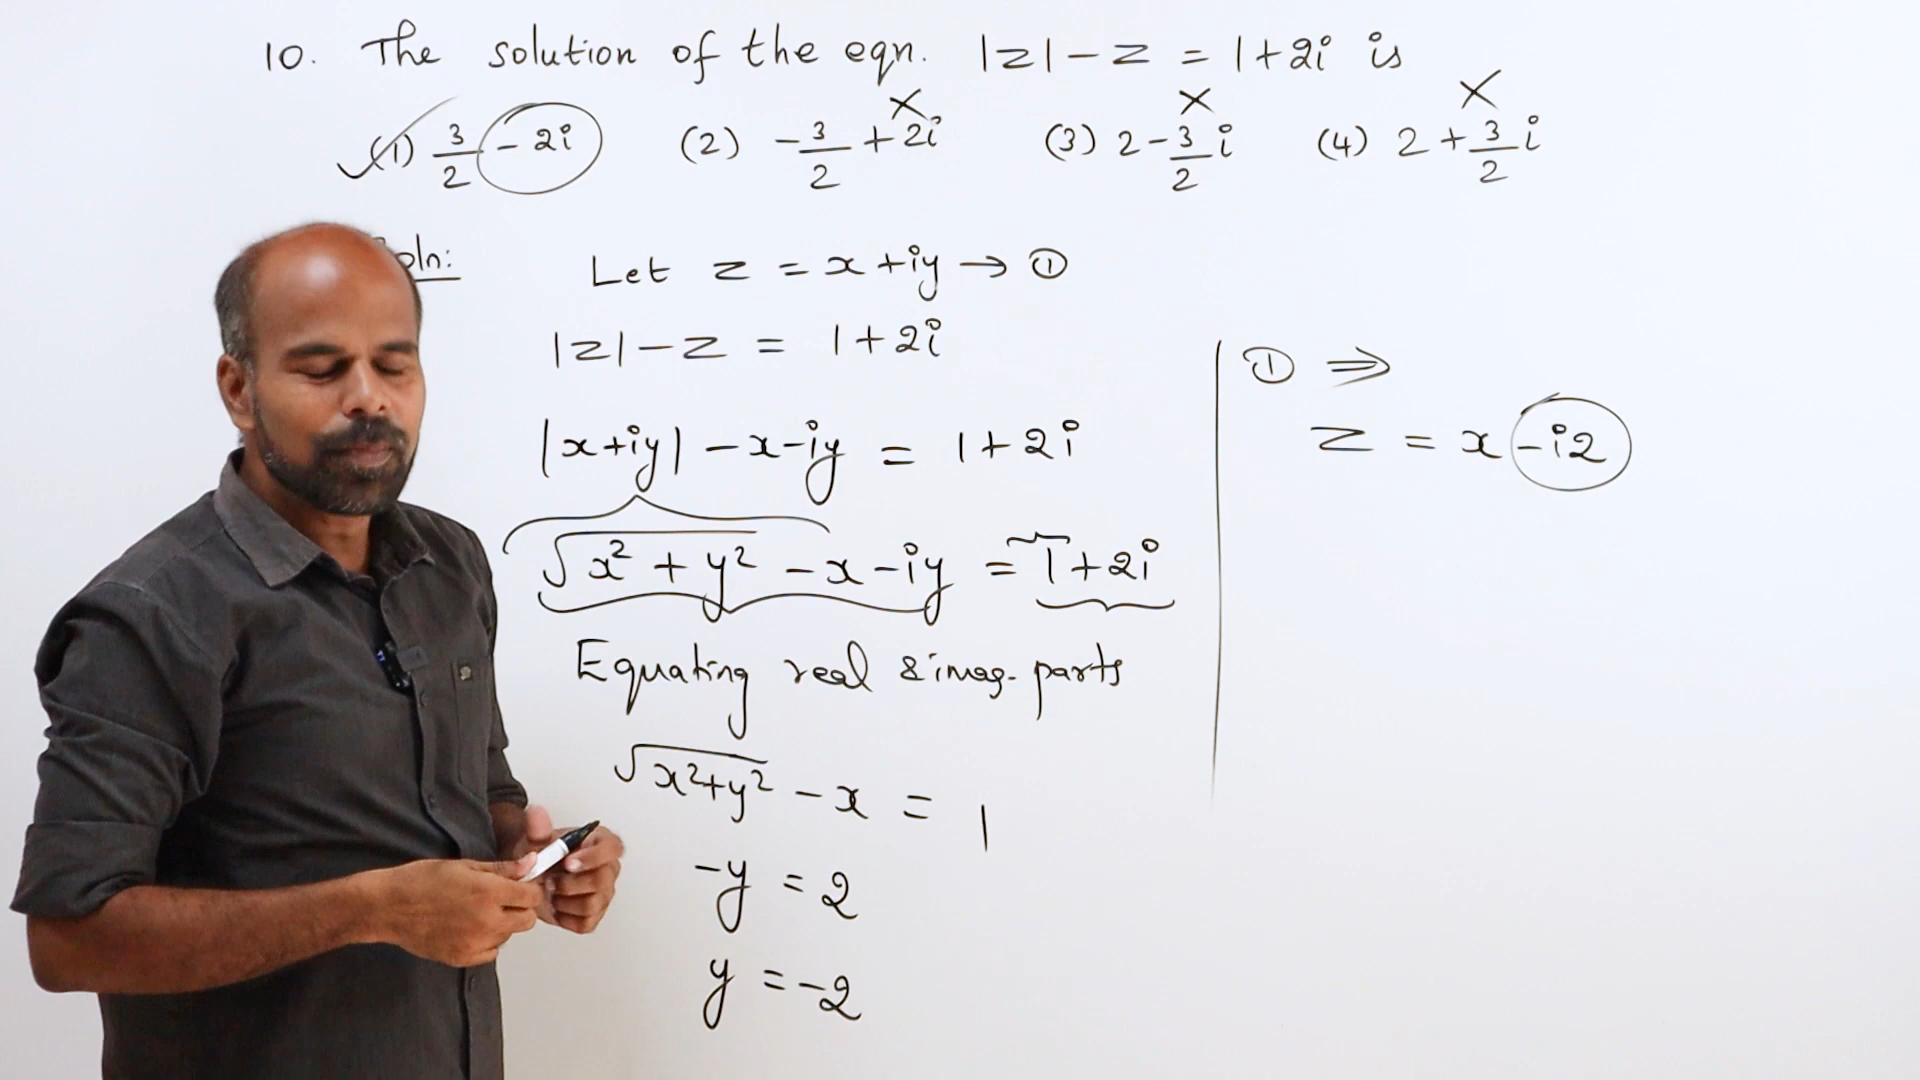 10. The solution of the eqn. |z| - z = 1+2i is
(1) 3/2 - 2i (2) -3/2 + 2i (3) 2 - 3/2 i (4) 2 + 3/2 i
oln:
Let z = x+iy → ①
|z| - z = 1+2i
|x+iy| - x - iy = 1+2i
√x² + y² - x - iy = 1+2i
Equating real & imag. parts
√x²+y² - x = 1
-y = 2
y = -2
① ⇒
z = x - i2